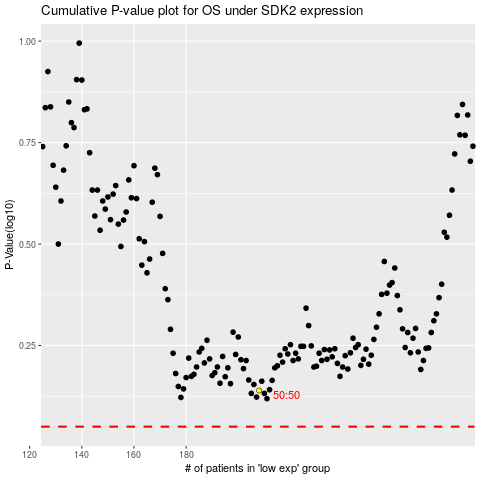 Cumulative P-value plot for OS under SDK2 expression
1.00
0.75
0.50
0.25
P-Value(log10)
50:50
120 140 160 180
# of patients in 'low exp' group